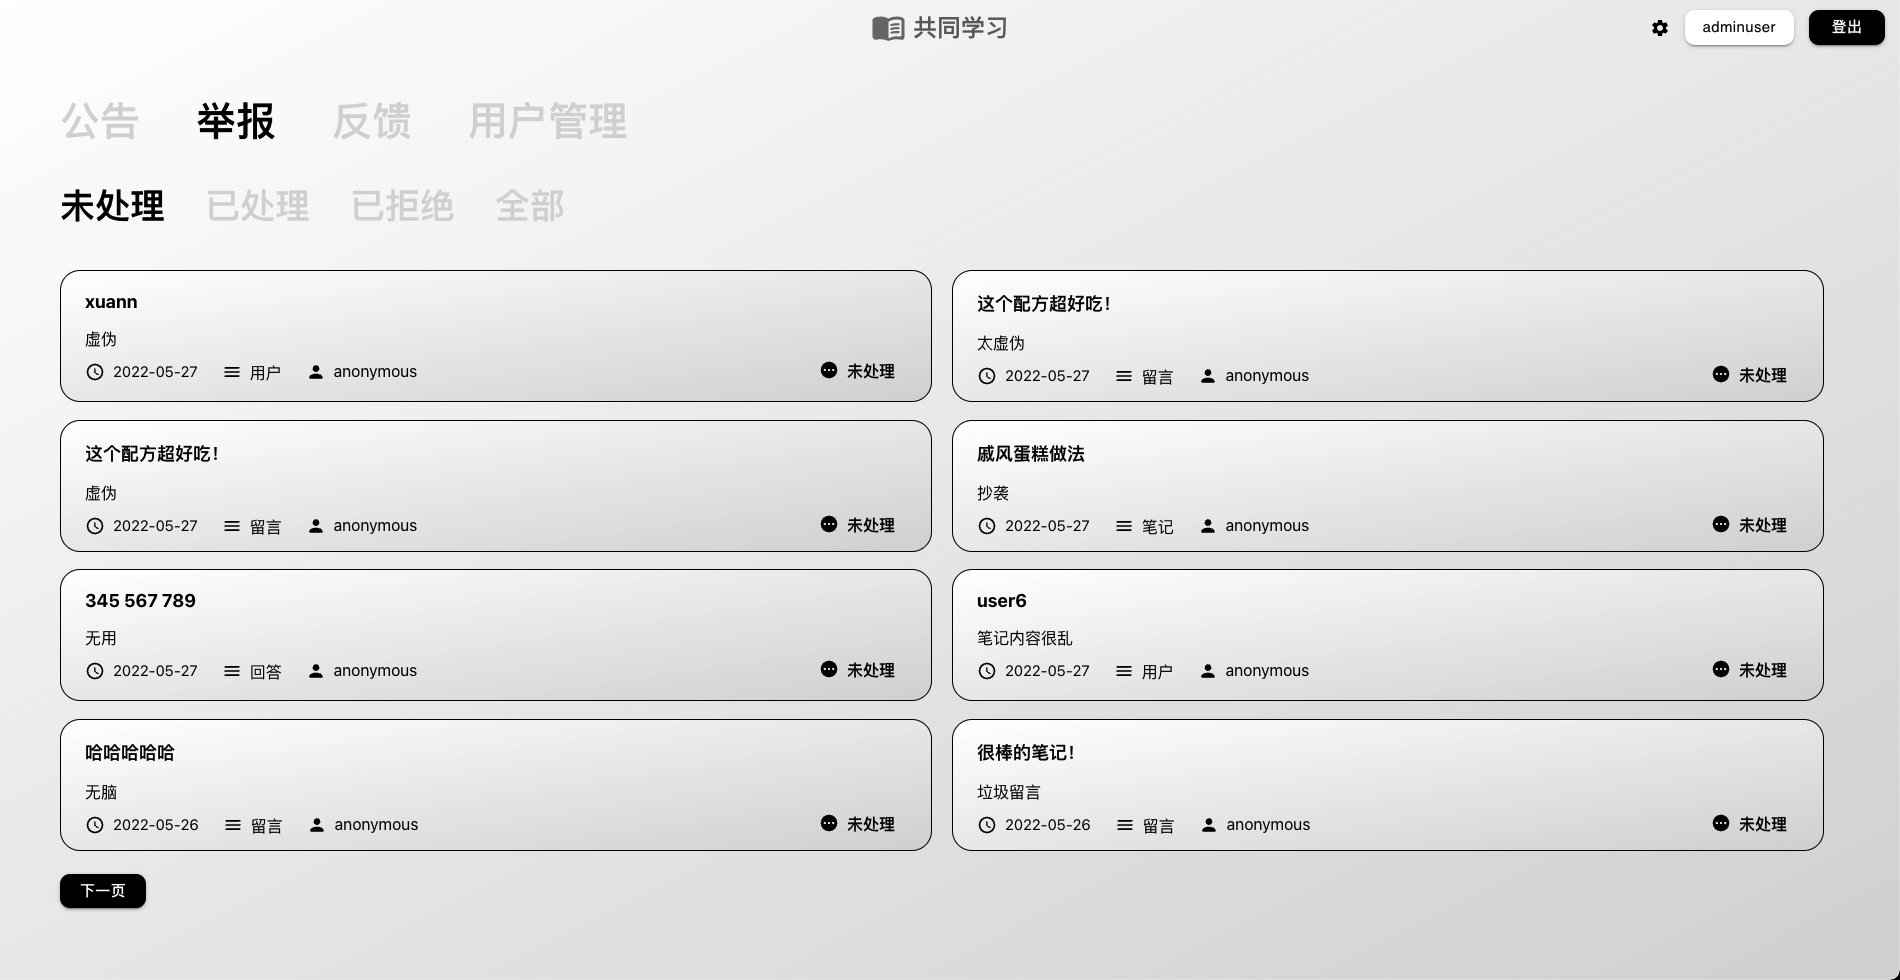 共同学习
adminuser
登出
公告 举报 反馈 用户管理
未处理 已处理 已拒绝 全部
xuann
虚伪
2022-05-27 用户 anonymous 未处理
这个配方超好吃！
太虚伪
2022-05-27 留言 anonymous 未处理
这个配方超好吃！
虚伪
2022-05-27 留言 anonymous 未处理
戚风蛋糕做法
抄袭
2022-05-27 笔记 anonymous 未处理
345 567 789
无用
2022-05-27 回答 anonymous 未处理
user6
笔记内容很乱
2022-05-27 用户 anonymous 未处理
哈哈哈哈哈
无脑
2022-05-26 留言 anonymous 未处理
很棒的笔记！
垃圾留言
2022-05-26 留言 anonymous 未处理
下一页